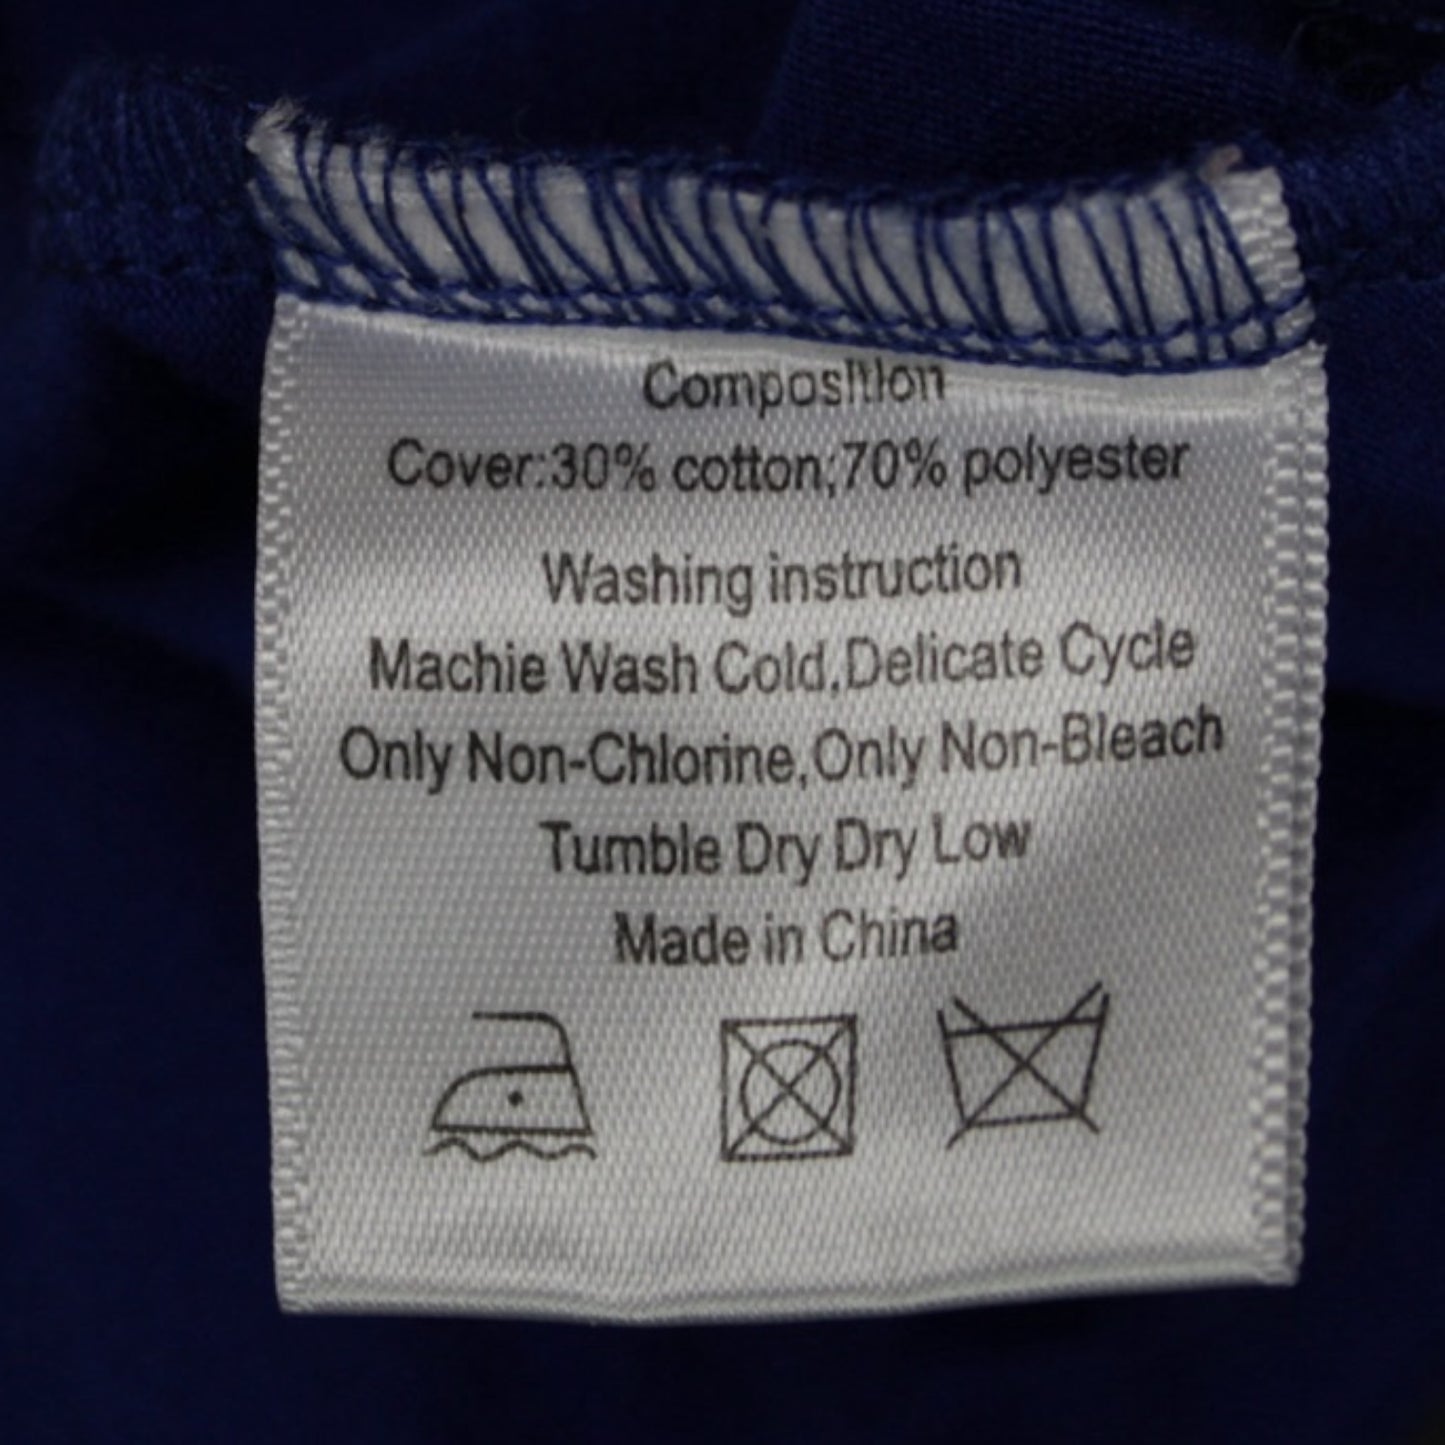 Composition
Cover:30% cotton;70% polyester
Washing instruction
Machie Wash Cold,Delicate Cycle
Only Non-Chlorine,Only Non-Bleach
Tumble Dry Dry Low
Made in China